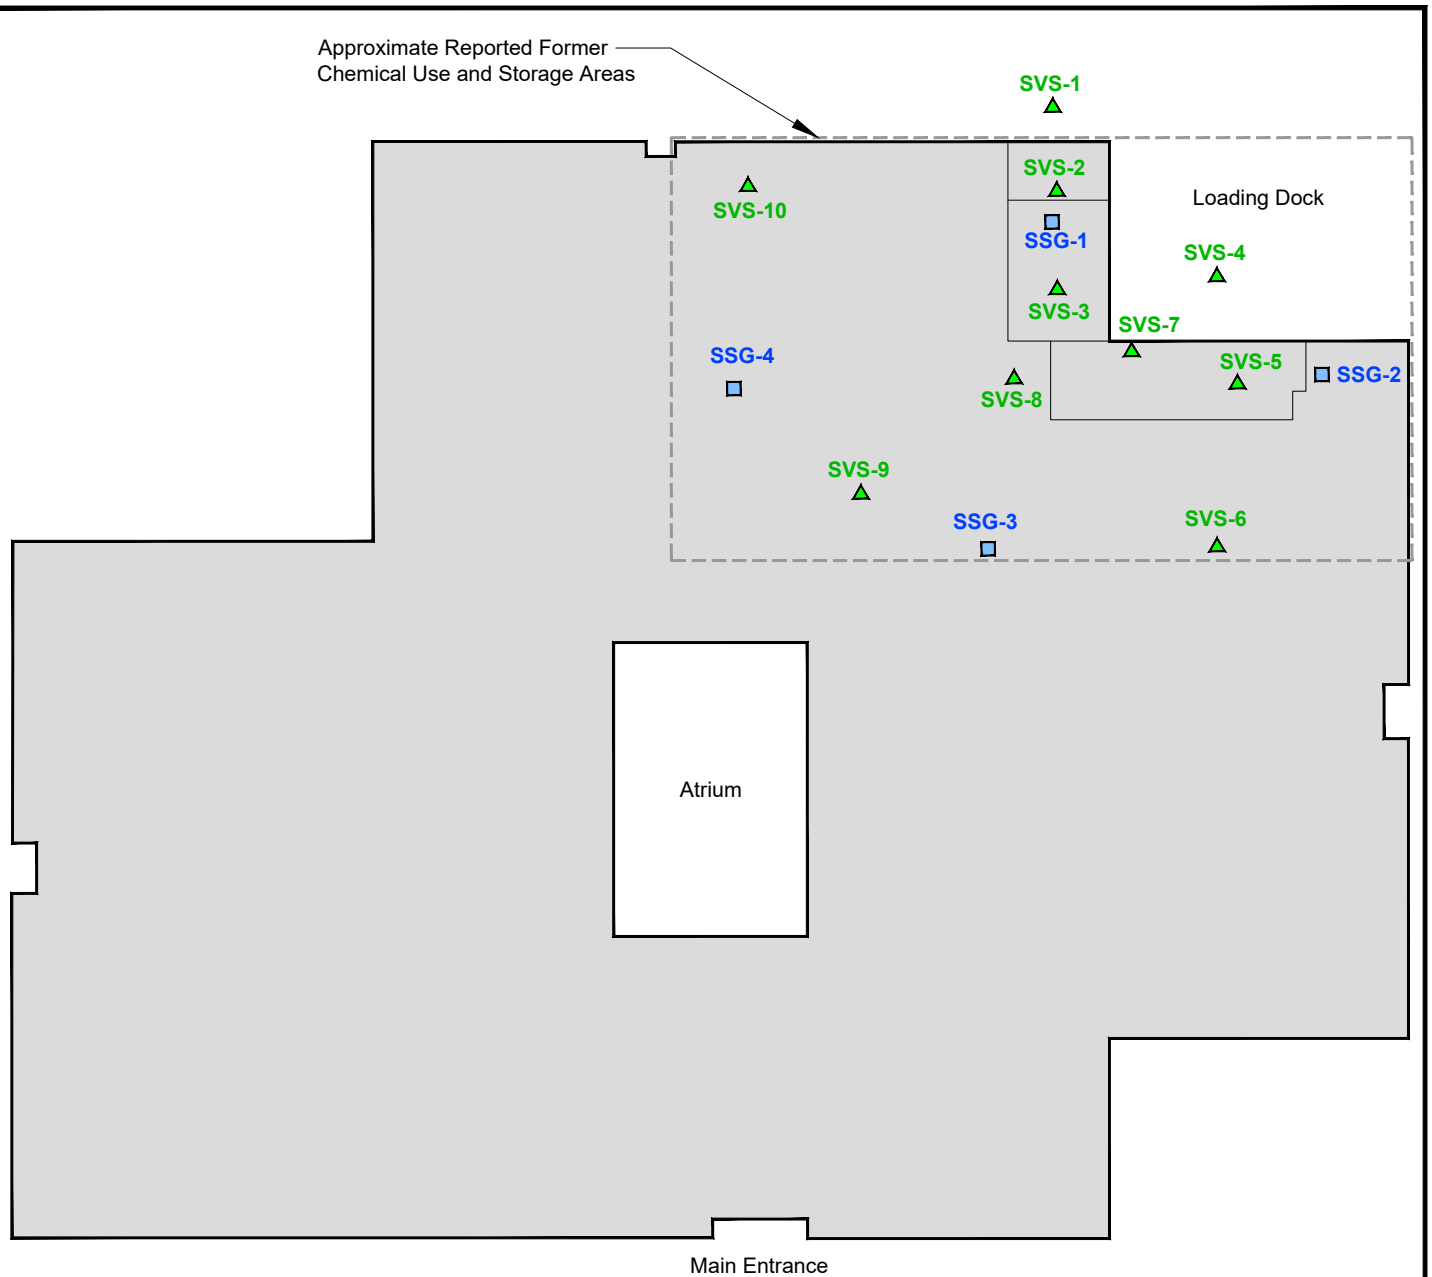 Approximate Reported Former
Chemical Use and Storage Areas
SVS-1
SVS-2
SVS-10
Loading Dock
SSG-1
SVS-4
SVS-3
SVS-7
SSG-4
SVS-5
SSG-2
SVS-8
SVS-9
SSG-3
SVS-6
Atrium
Main Entrance